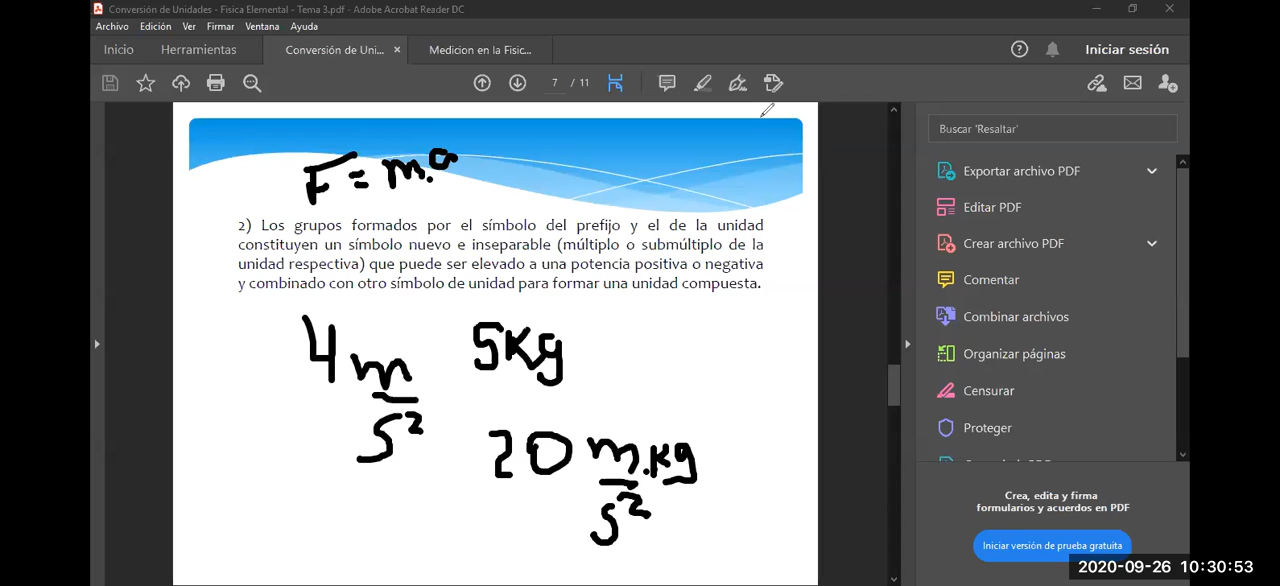 Conversión de Unidades - Fisica Elemental - Tema 3.pdf - Adobe Acrobat Reader DC
Archivo Edición Ver Firmar Ventana Ayuda
Inicio Herramientas Conversión de Uni... × Medicion en la Fisic... Iniciar sesión
7 / 11
Buscar 'Resaltar'
Exportar archivo PDF
Editar PDF
Crear archivo PDF
Comentar
Combinar archivos
Organizar páginas
Censurar
Proteger
Crea, edita y firma
formularios y acuerdos en PDF
Iniciar versión de prueba gratuita
F = m.a
2) Los grupos formados por el símbolo del prefijo y el de la unidad
constituyen un símbolo nuevo e inseparable (múltiplo o submúltiplo de la
unidad respectiva) que puede ser elevado a una potencia positiva o negativa
y combinado con otro símbolo de unidad para formar una unidad compuesta.
4 m
s²
5Kg
20 m.kg
s²
2020-09-26 10:30:53